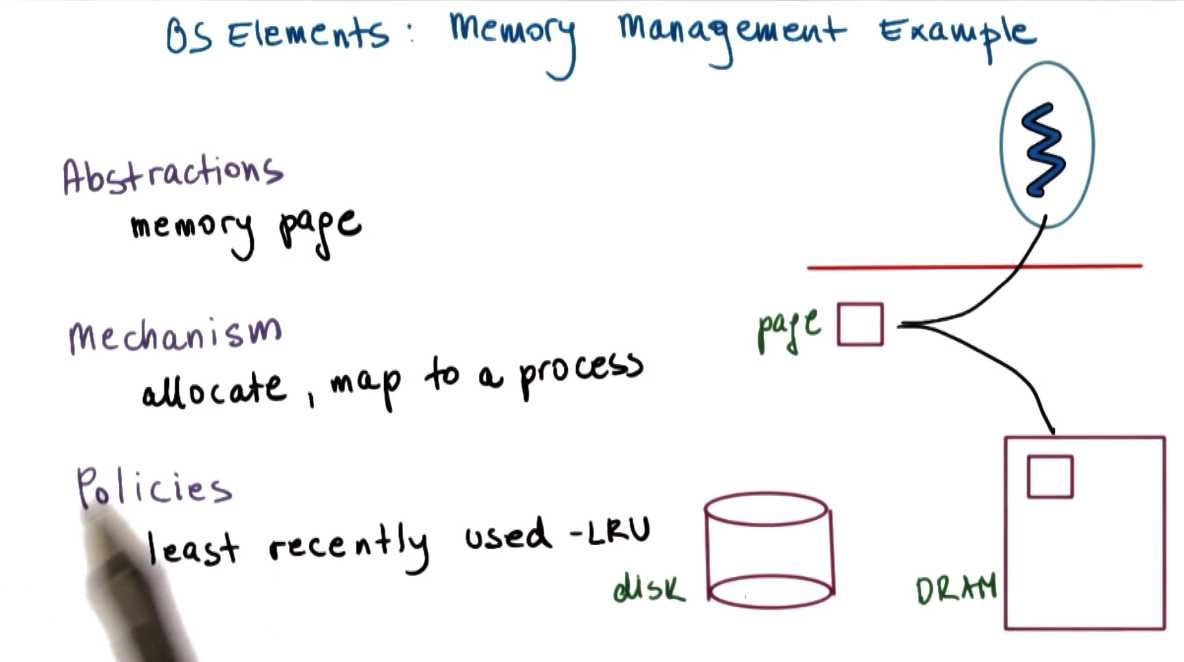 OS Elements: Memory Management Example
Abstractions
memory page
Mechanism
allocate, map to a process
Policies
least recently used -LRU
page
disk
DRAM